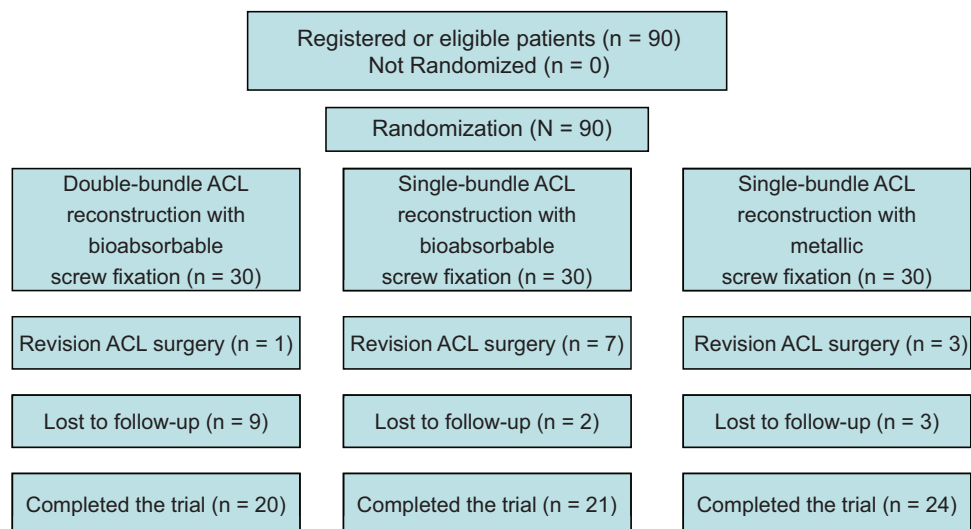 Registered or eligible patients (n = 90)
Not Randomized (n = 0)
Randomization (N = 90)
Double-bundle ACL
reconstruction with
bioabsorbable
screw fixation (n = 30)
Single-bundle ACL
reconstruction with
bioabsorbable
screw fixation (n = 30)
Single-bundle ACL
reconstruction with
metallic
screw fixation (n = 30)
Revision ACL surgery (n = 1)
Revision ACL surgery (n = 7)
Revision ACL surgery (n = 3)
Lost to follow-up (n = 9)
Lost to follow-up (n = 2)
Lost to follow-up (n = 3)
Completed the trial (n = 20)
Completed the trial (n = 21)
Completed the trial (n = 24)